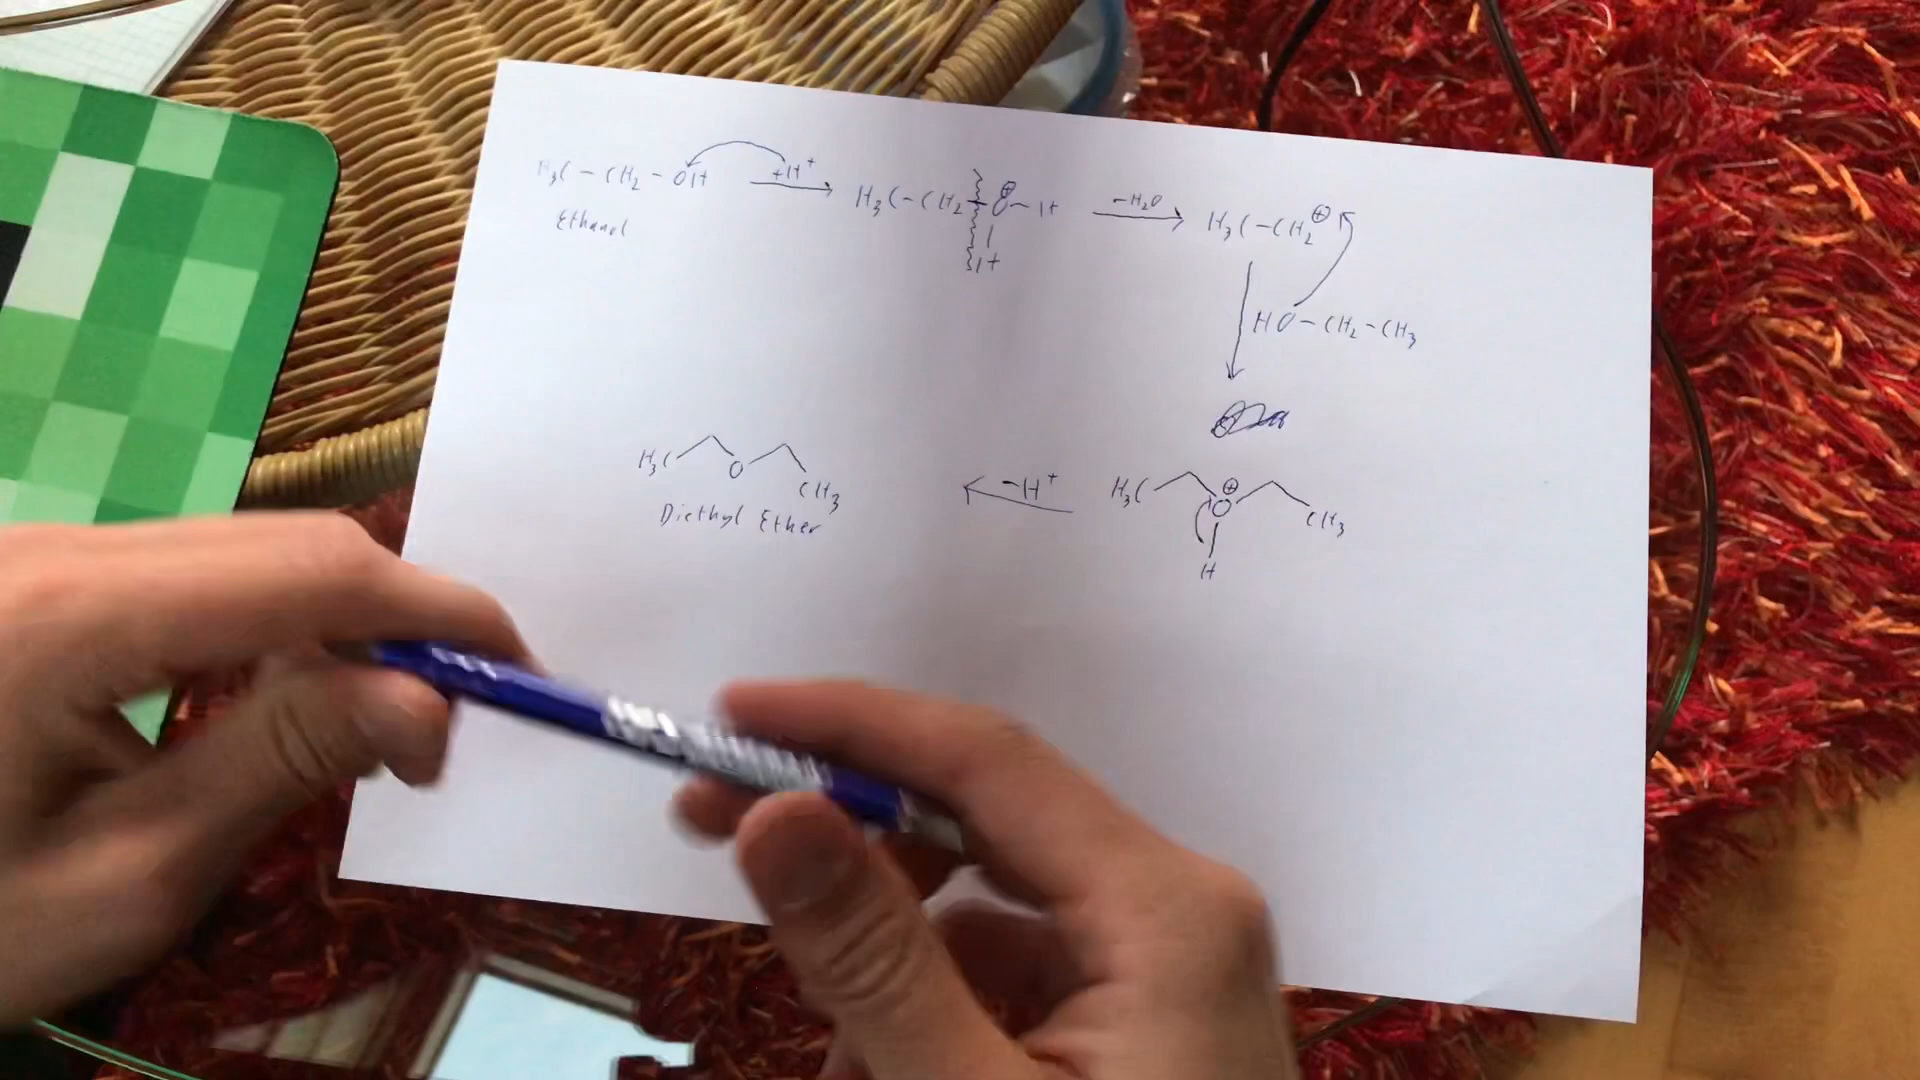 H₃C - CH₂ - OH +H⁺ H₃C - CH₂ - O⊕ - H -H₂O H₃C - CH₂⊕
H
Ethanol
HO - CH₂ - CH₃
H₃C O CH₃ -H⁺ H₃C O⊕ CH₃
H
Diethyl Ether